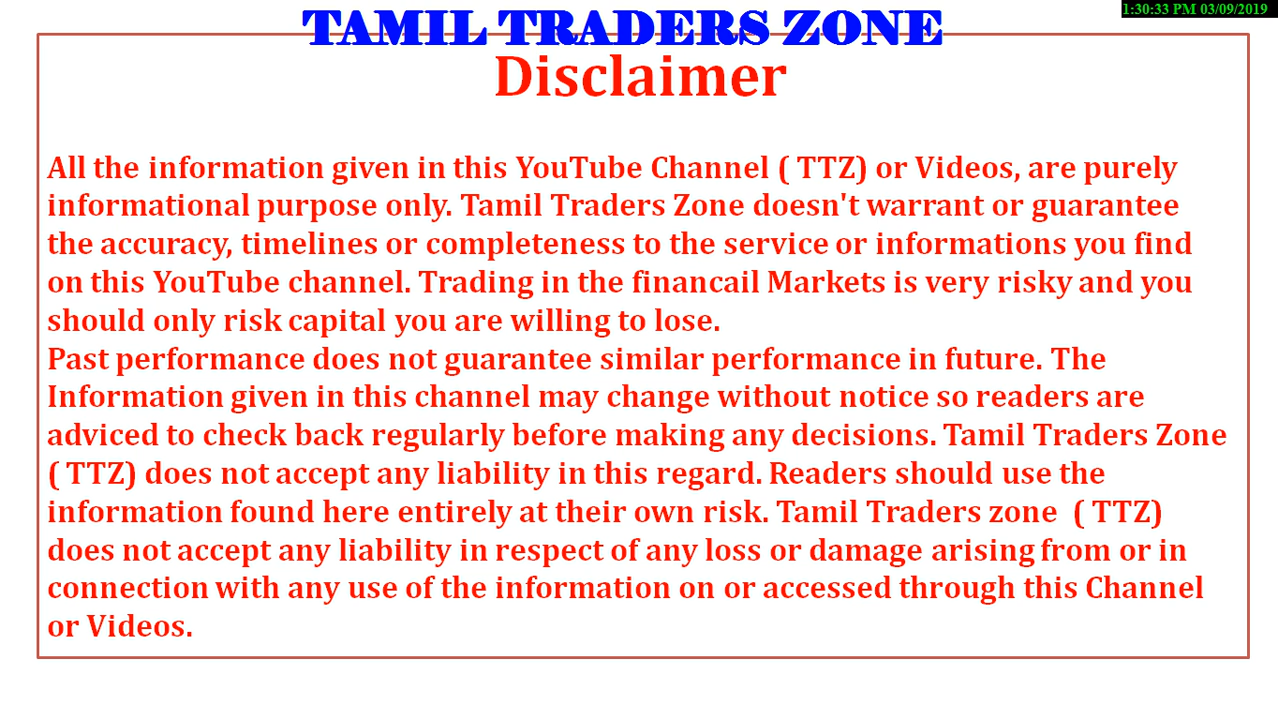 1:30:33 PM 03/09/2019
TAMIL TRADERS ZONE
Disclaimer
All the information given in this YouTube Channel ( TTZ) or Videos, are purely
informational purpose only. Tamil Traders Zone doesn't warrant or guarantee
the accuracy, timelines or completeness to the service or informations you find
on this YouTube channel. Trading in the financail Markets is very risky and you
should only risk capital you are willing to lose.
Past performance does not guarantee similar performance in future. The
Information given in this channel may change without notice so readers are
adviced to check back regularly before making any decisions. Tamil Traders Zone
( TTZ) does not accept any liability in this regard. Readers should use the
information found here entirely at their own risk. Tamil Traders zone  ( TTZ)
does not accept any liability in respect of any loss or damage arising from or in
connection with any use of the information on or accessed through this Channel
or Videos.